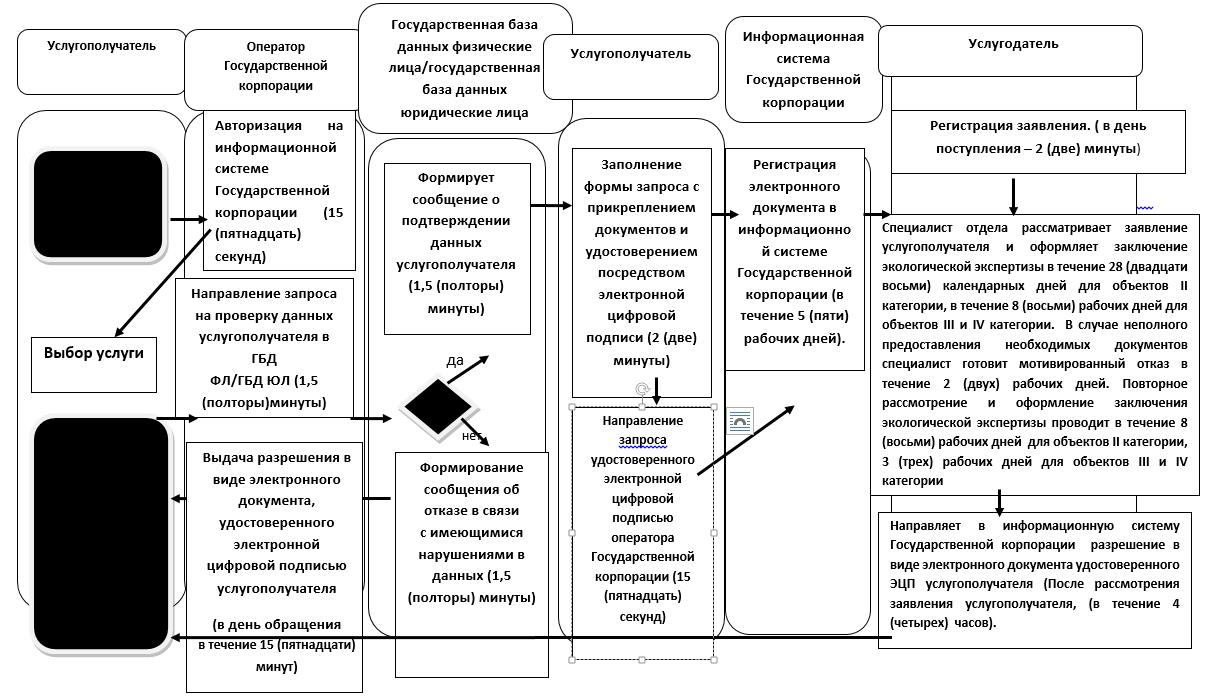 Услугополучатель
Оператор
Государственной
корпорации
Государственная база
данных физические
лица/государственная
база данных
юридические лица
Услугополучатель
Информационная
система
Государственной
корпорации
Услугодатель
Авторизация на
информационной
системе
Государственной
корпорации (15
(пятнадцать)
секунд)
Выбор услуги
Направление запроса
на проверку данных
услугополучателя в
ГБД
ФЛ/ГБД ЮЛ (1,5
(полторы)минуты)
Выдача разрешения в
виде электронного
документа,
удостоверенного
электронной
цифровой подписью
услугополучателя
(в день обращения
в течение 15 (пятнадцати)
минут)
Формирует
сообщение о
подтверждении
данных
услугополучателя
(1,5 (полторы)
минуты)
да
нет
Формирование
сообщения об
отказе в связи
с имеющимися
нарушениями в
данных (1,5
(полторы) минуты)
Заполнение
формы запроса с
прикреплением
документов и
удостоверением
посредством
электронной
цифровой
подписи (2 (две)
минуты)
Направление
запроса
удостоверенного
электронной
цифровой
подписью
оператора
Государственной
корпорации (15
(пятнадцать)
секунд)
Регистрация
электронного
документа в
информационно
й системе
Государственной
корпорации (в
течение 5 (пяти)
рабочих дней).
Регистрация заявления. ( в день
поступления – 2 (две) минуты)
Специалист отдела рассматривает заявление
услугополучателя и оформляет заключение
экологической экспертизы в течение 28 (двадцати
восьми) календарных дней для объектов II
категории, в течение 8 (восьми) рабочих дней для
объектов III и IV категории. В случае неполного
предоставления необходимых документов
специалист готовит мотивированный отказ в
течение 2 (двух) рабочих дней. Повторное
рассмотрение и оформление заключения
экологической экспертизы проводит в течение 8
(восьми) рабочих дней для объектов II категории,
3 (трех) рабочих дней для объектов III и IV
категории
Направляет в информационную систему
Государственной корпорации разрешение в
виде электронного документа удостоверенного
ЭЦП услугополучателя (После рассмотрения
заявления услугополучателя, (в течение 4
(четырех) часов).